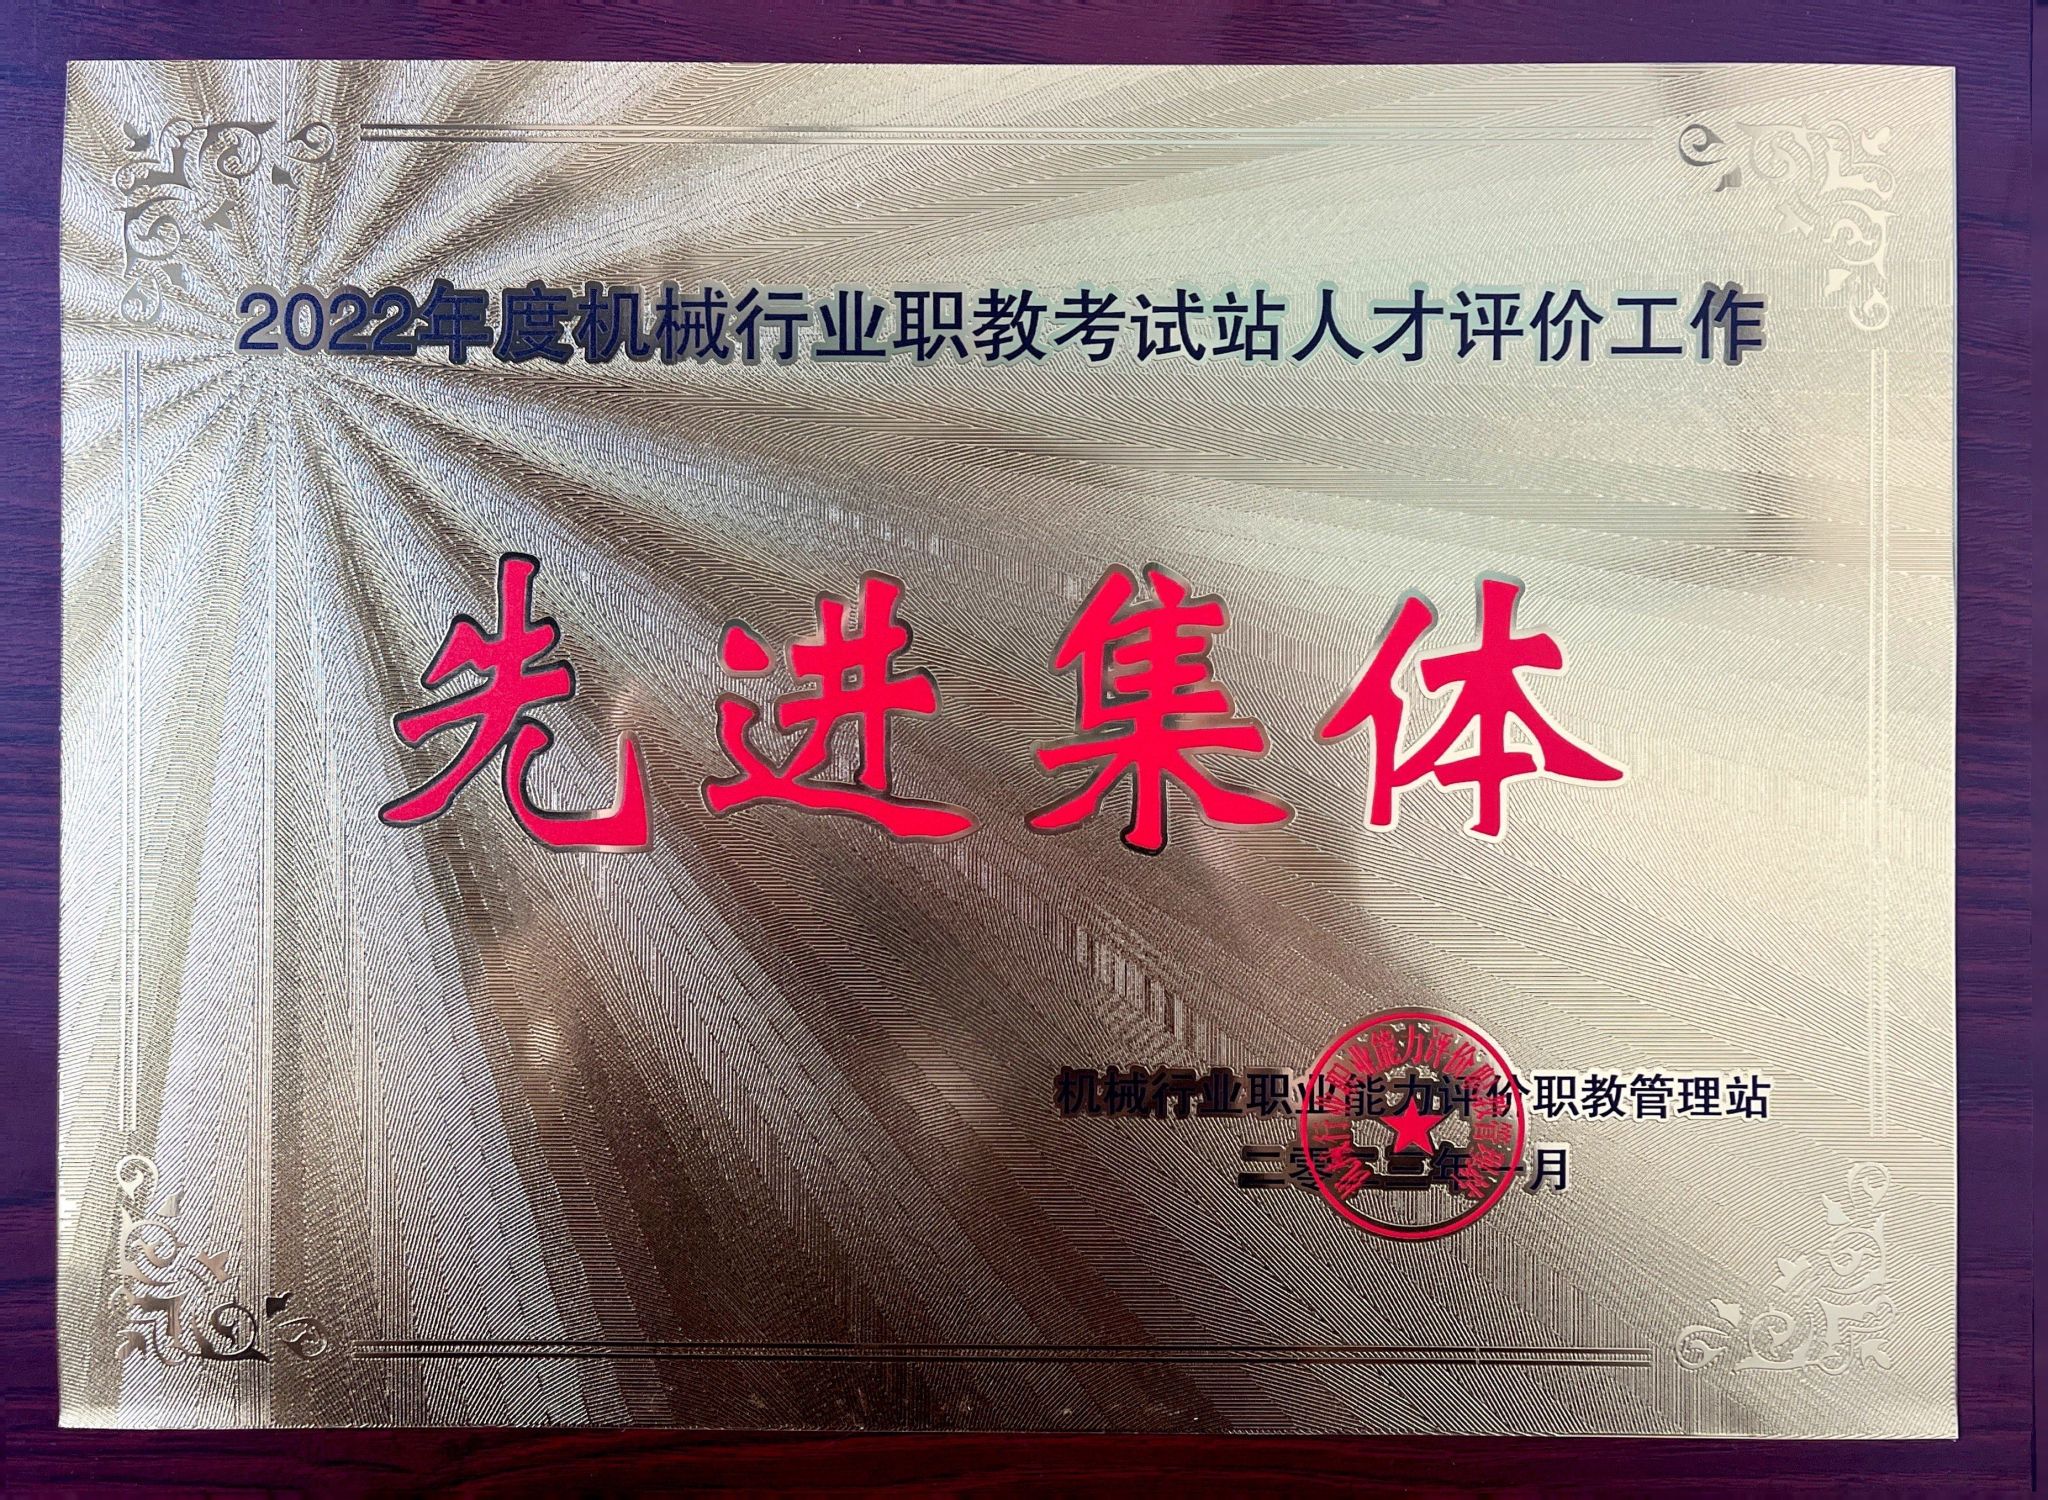 2022年度机械行业职教考试站人才评价工作
先进集体
机械行业职业能力评价职教管理站
二零二三年一月